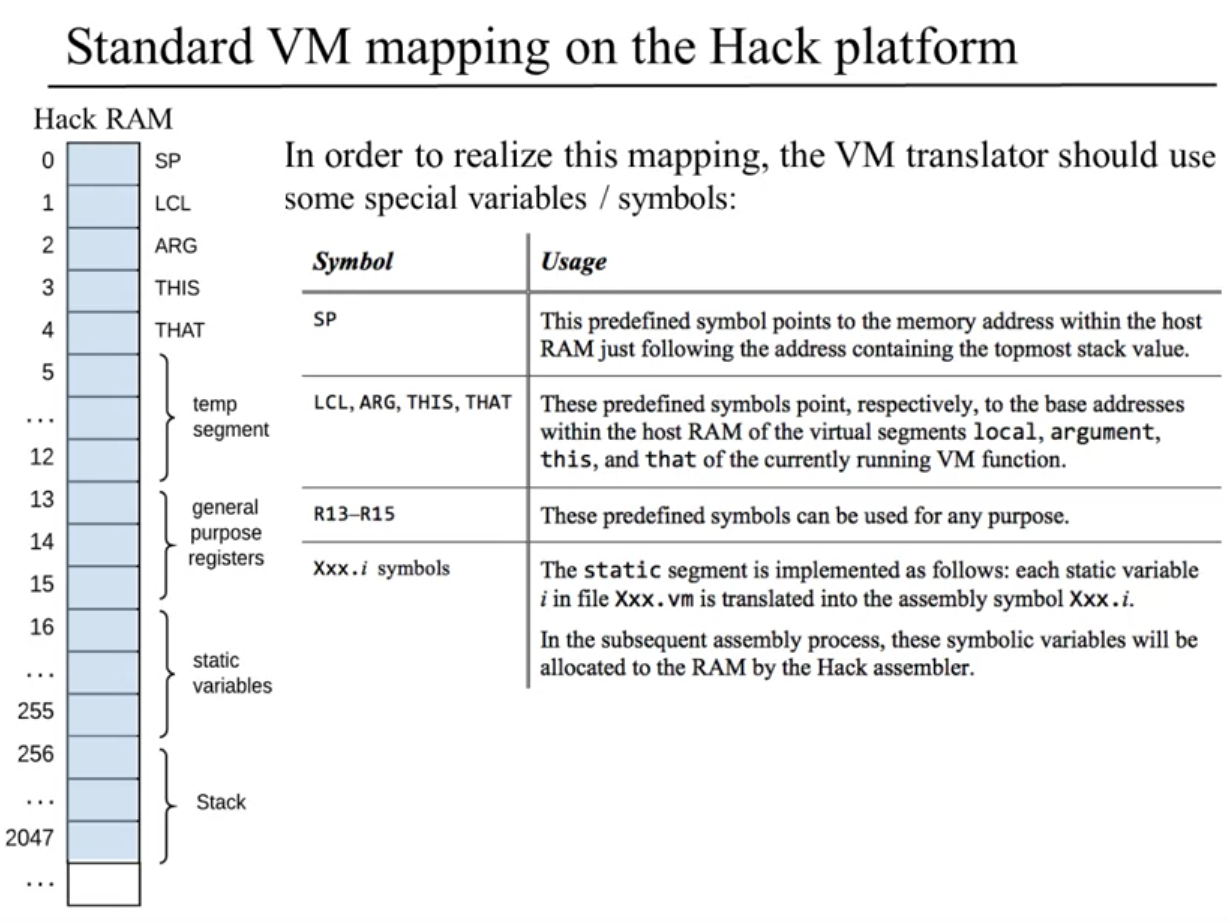 Standard VM mapping on the Hack platform
Hack RAM
0 SP
1 LCL
2 ARG
3 THIS
4 THAT
5
...
12
temp
segment
13
14
15
general
purpose
registers
16
...
255
static
variables
256
...
2047
Stack
...
In order to realize this mapping, the VM translator should use
some special variables / symbols:
Symbol Usage
SP This predefined symbol points to the memory address within the host
RAM just following the address containing the topmost stack value.
LCL, ARG, THIS, THAT These predefined symbols point, respectively, to the base addresses
within the host RAM of the virtual segments local, argument,
this, and that of the currently running VM function.
R13–R15 These predefined symbols can be used for any purpose.
Xxx.i symbols The static segment is implemented as follows: each static variable
i in file Xxx.vm is translated into the assembly symbol Xxx.i.
In the subsequent assembly process, these symbolic variables will be
allocated to the RAM by the Hack assembler.